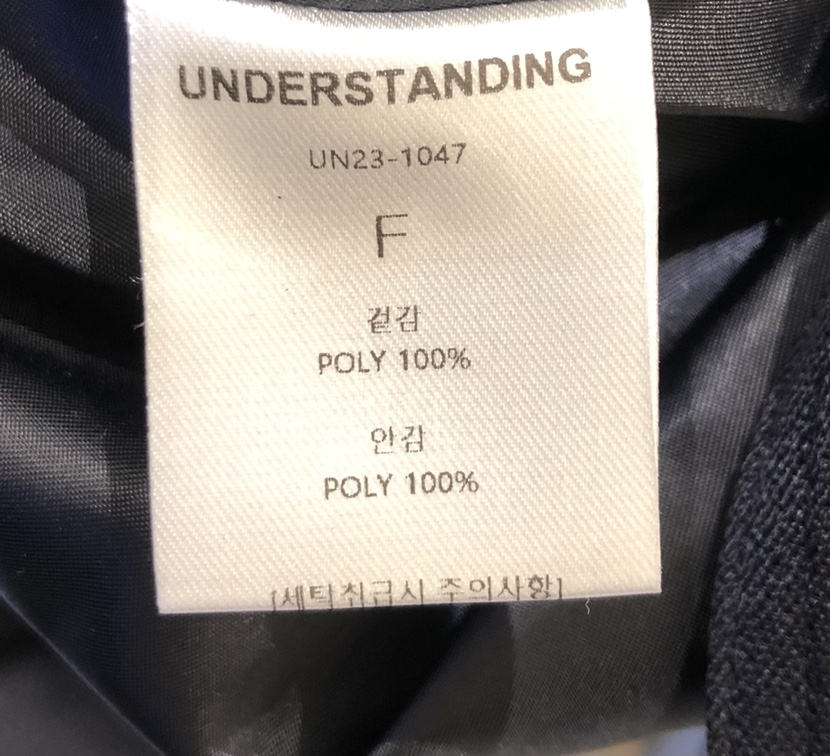 UNDERSTANDING
UN23-1047
F
겉감
POLY 100%
안감
POLY 100%
[세탁취급시 주의사항]